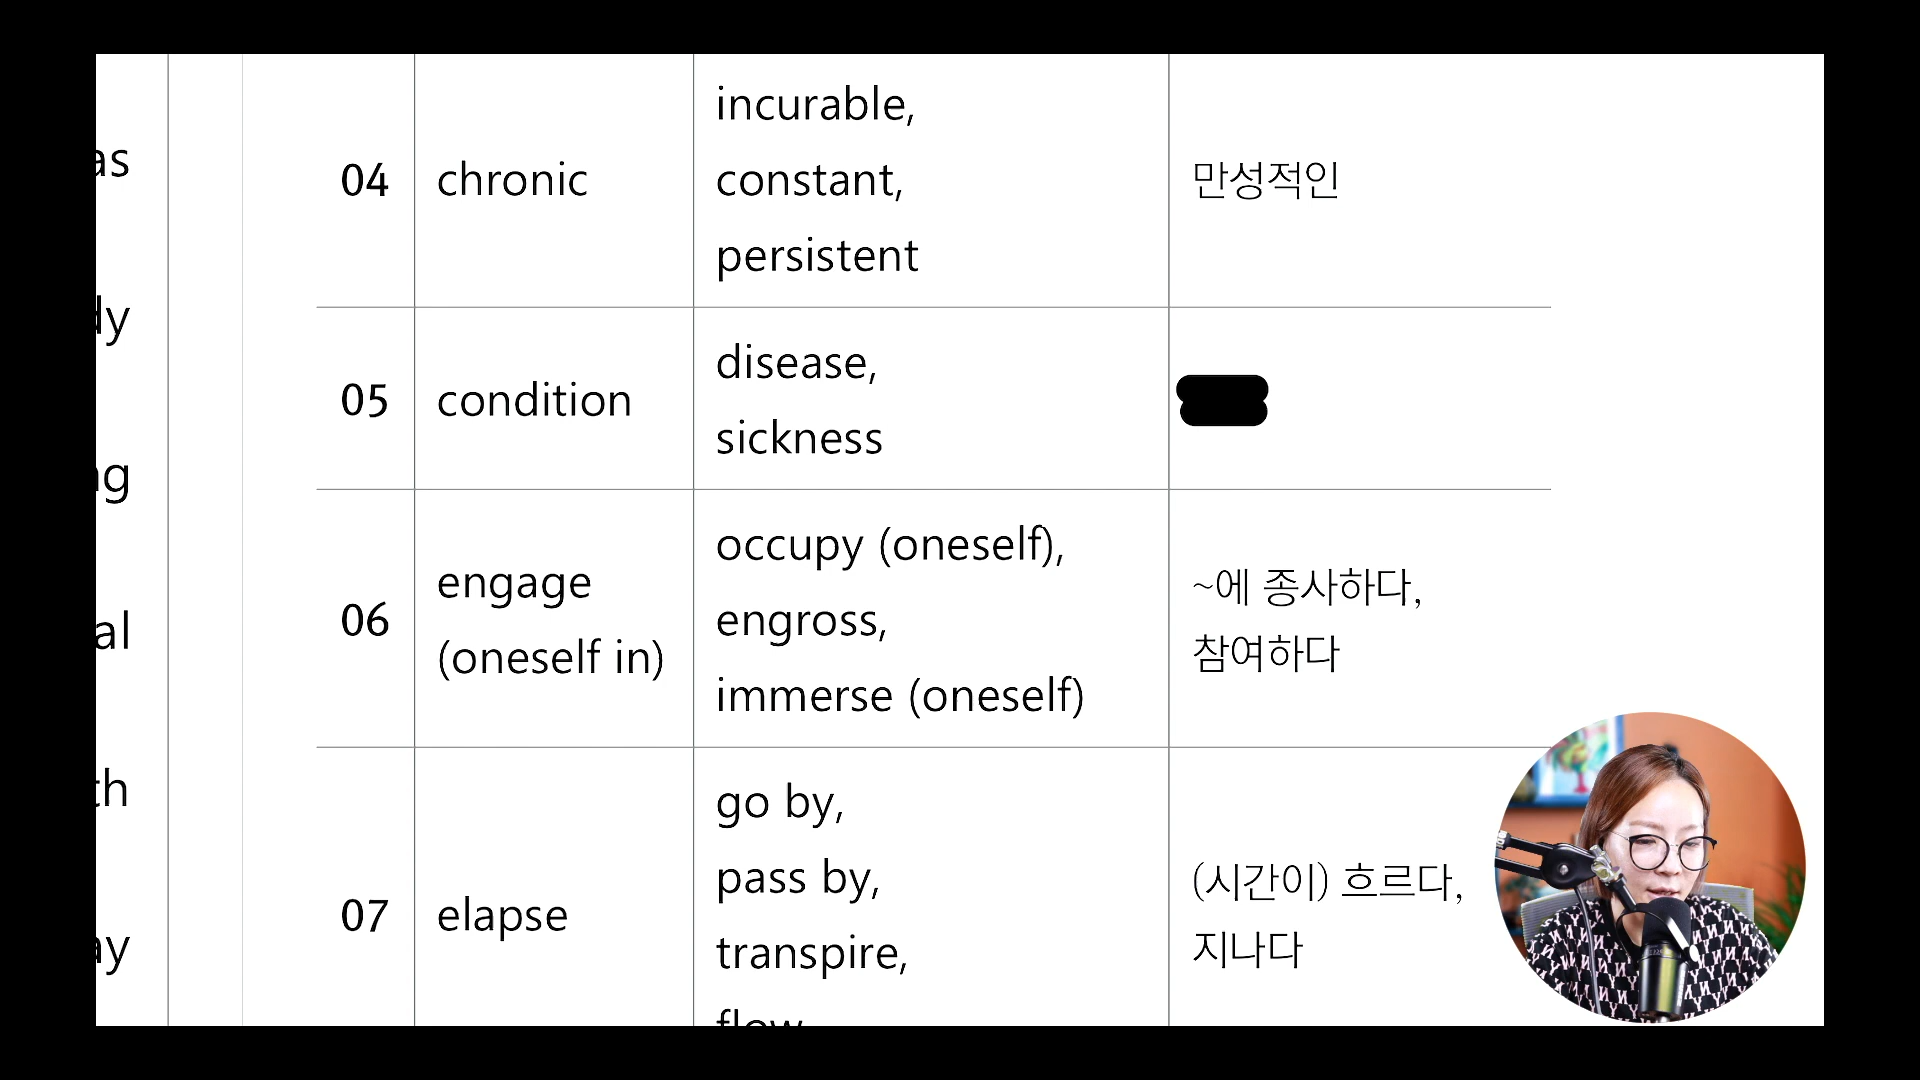 as
dy
ng
al
th
ay
04 chronic incurable, constant, persistent 만성적인
05 condition disease, sickness
06 engage (oneself in) occupy (oneself), engross, immerse (oneself) ~에 종사하다, 참여하다
07 elapse go by, pass by, transpire, flow (시간이) 흐르다, 지나다